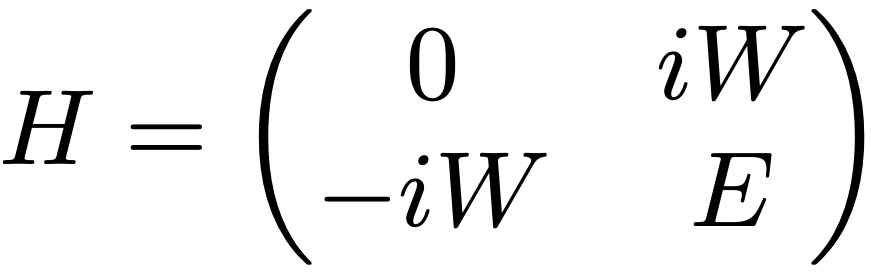 H = ( 0 iW
−iW E )